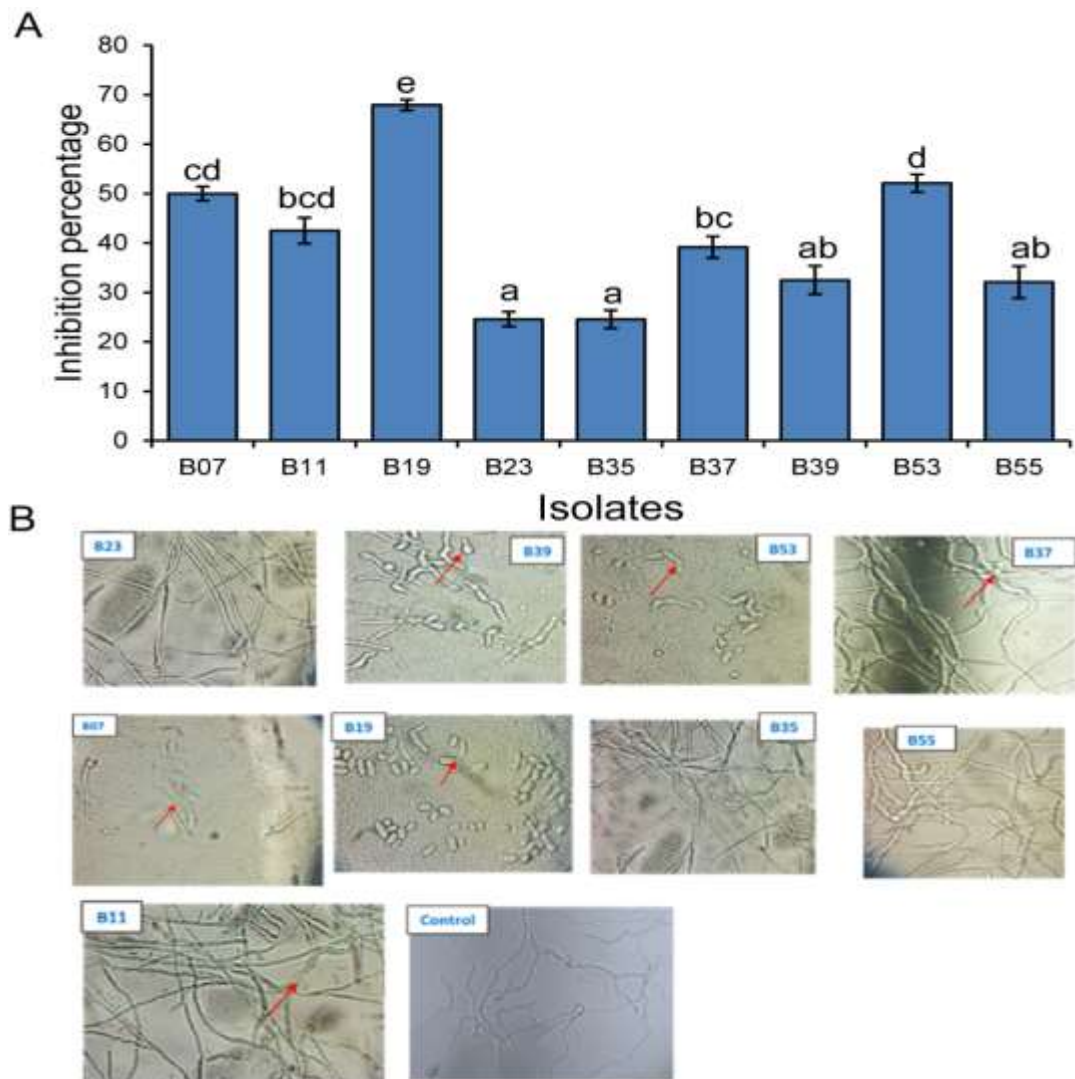 A
80
70
60
50
40
30
20
10
0
Inhibition percentage
cd
bcd
e
a
a
bc
ab
d
ab
B07 B11 B19 B23 B35 B37 B39 B53 B55
Isolates
B
B23
B39
B53
B37
B07
B19
B35
B55
B11
Control